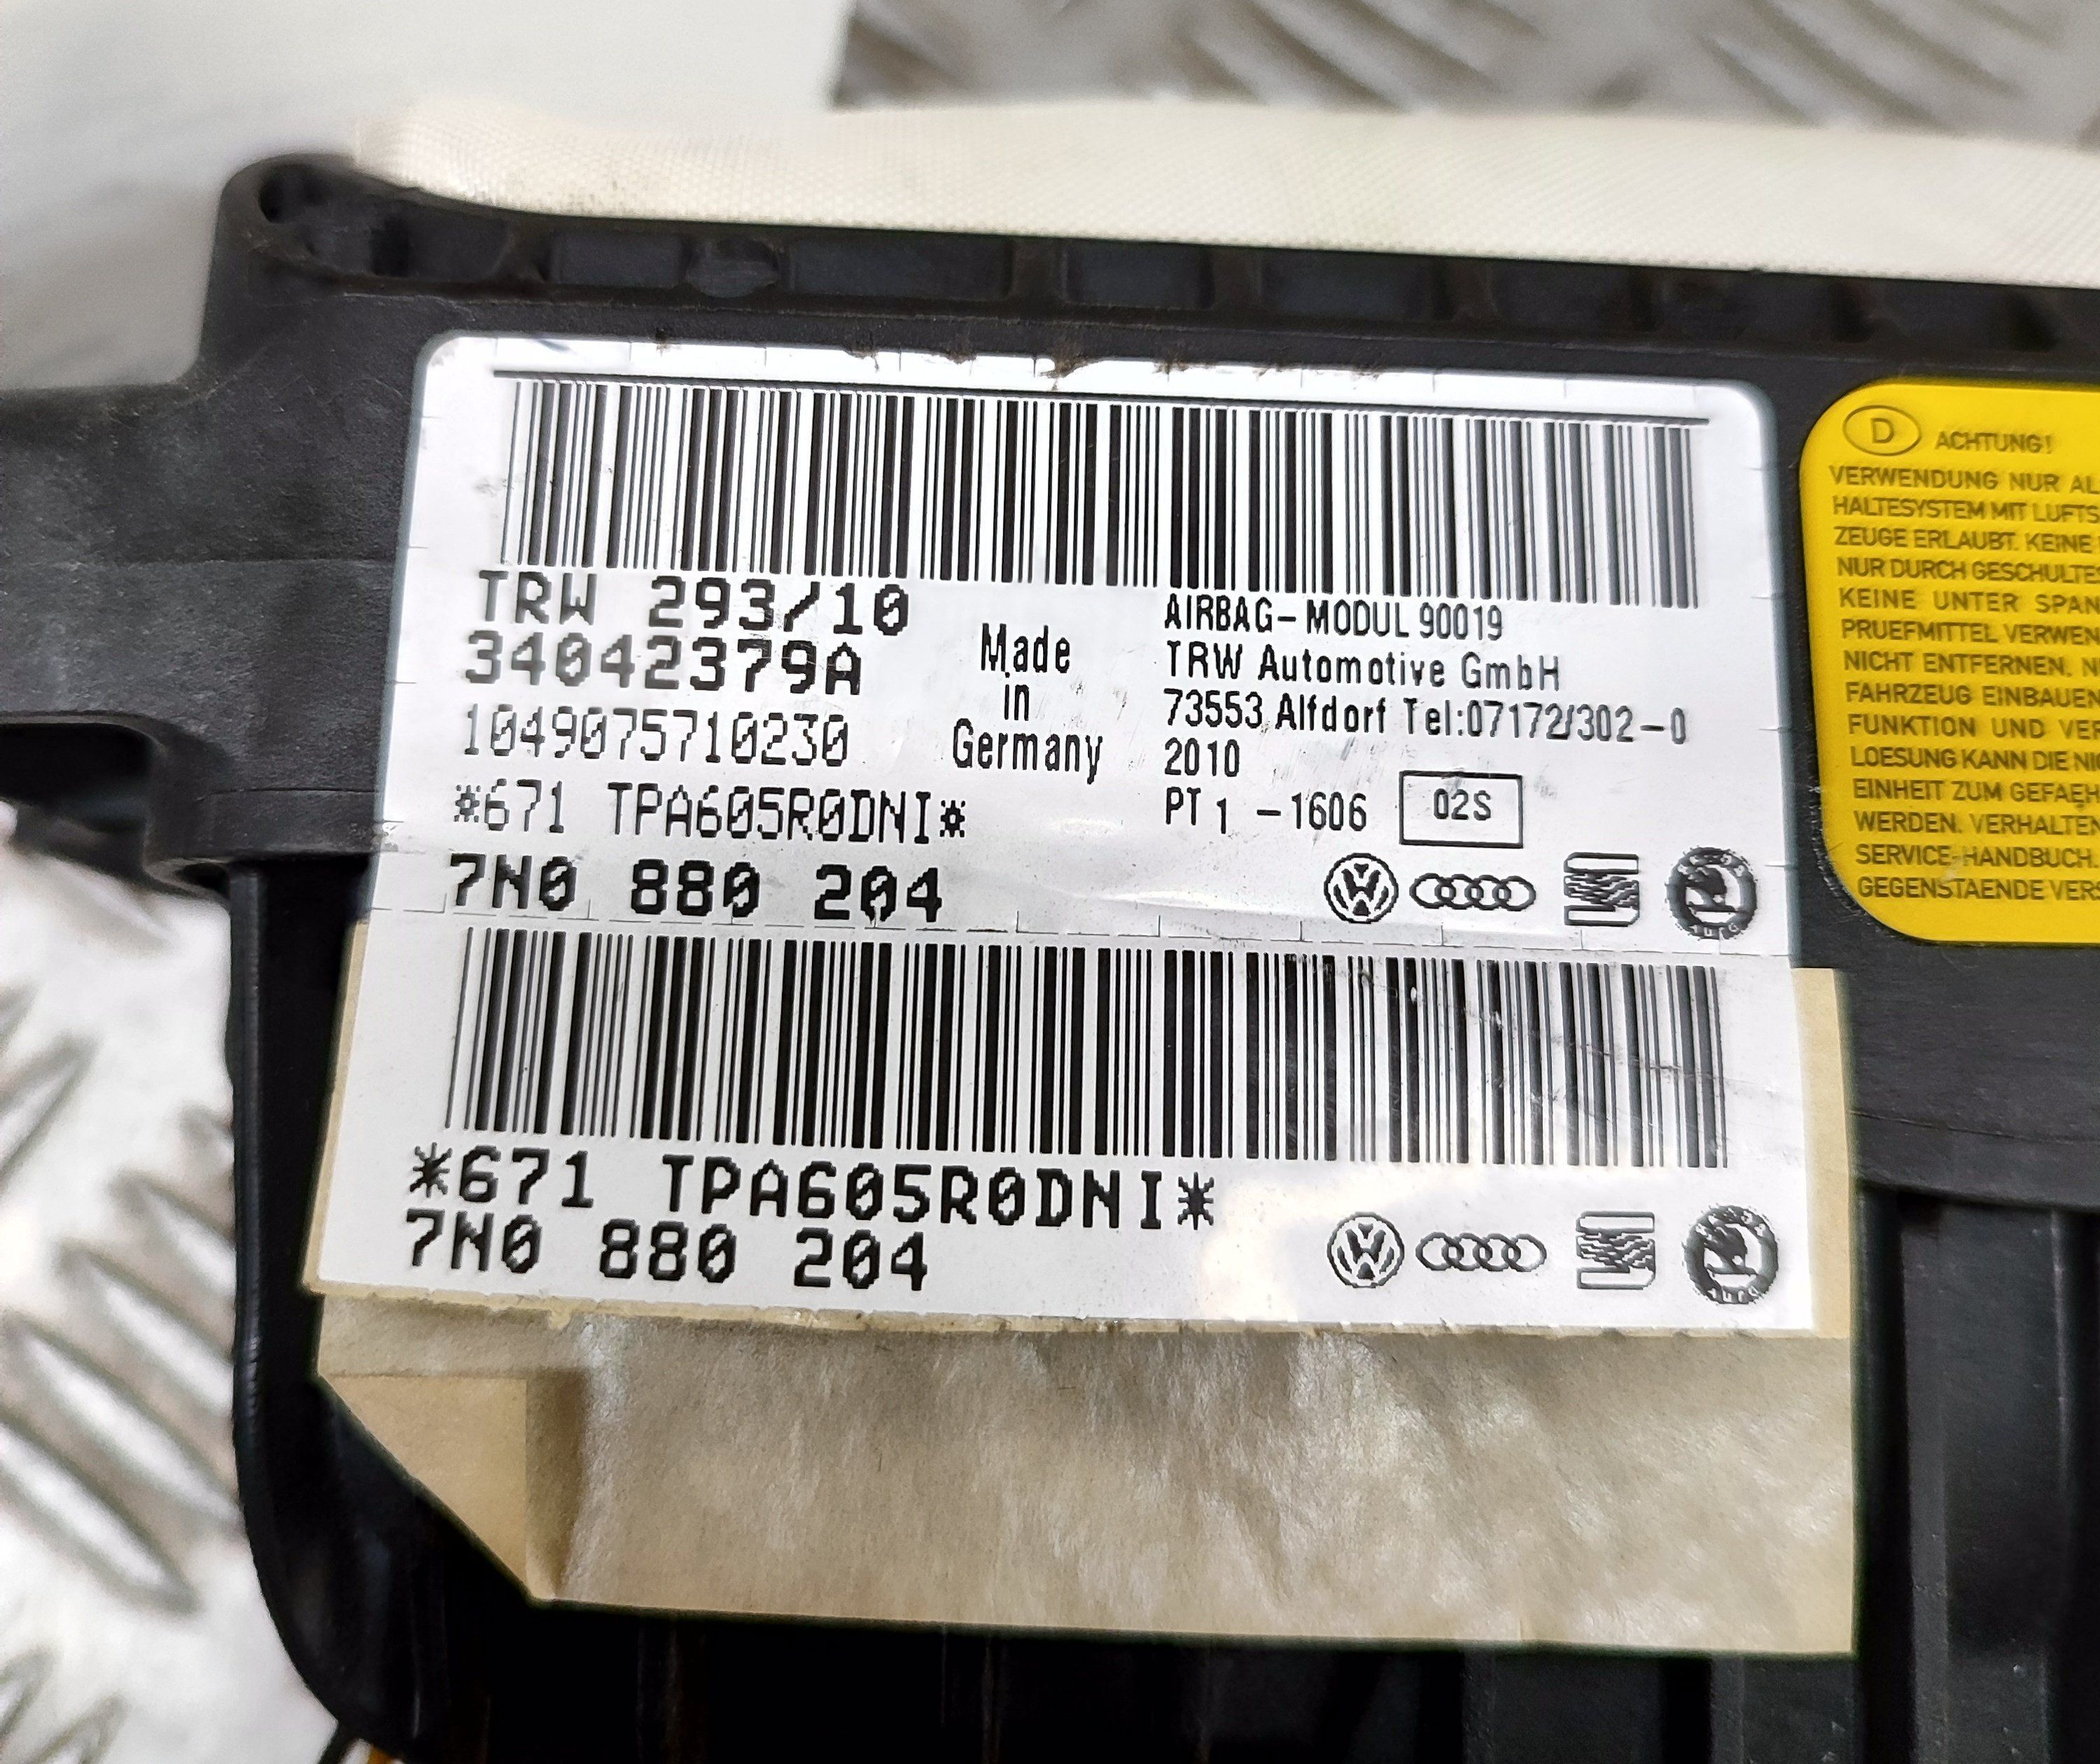 TRW 293/10
34042379A
1049075710230
*671 TPA605R0DNI*
7N0 880 204
Made
in
Germany
AIRBAG-MODUL 90019
TRW Automotive GmbH
73553 Alfdorf Tel:07172/302-0
2010
PT 1 -1606 02S
*671 TPA605R0DNI*
7N0 880 204
D ACHTUNG!
VERWENDUNG NUR AL
HALTESYSTEM MIT LUFTS
ZEUGE ERLAUBT. KEINE
NUR DURCH GESCHULTE
KEINE UNTER SPAN
PRUEFMITTEL VERWEN
NICHT ENTFERNEN. N
FAHRZEUG EINBAUEN
FUNKTION UND VER
LOESUNG KANN DIE NI
EINHEIT ZUM GEFAEH
WERDEN. VERHALTEN
SERVICE-HANDBUCH.
GEGENSTAENDE VERS